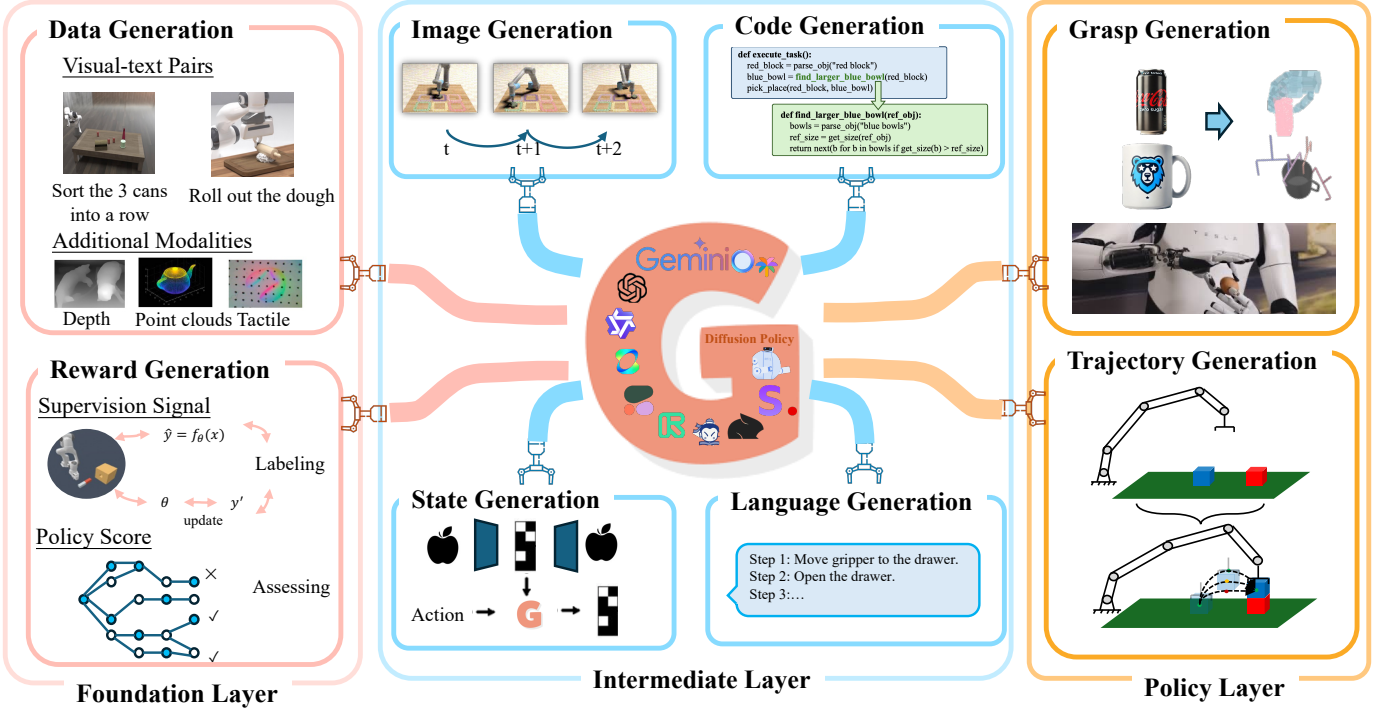 Data Generation
Visual-text Pairs
Sort the 3 cans
into a row
Roll out the dough
Additional Modalities
Depth
Point clouds
Tactile
Reward Generation
Supervision Signal
ŷ = f_θ(x)
Labeling
θ
y′
update
Policy Score
Assessing
Foundation Layer
Image Generation
t
t+1
t+2
Code Generation
def execute_task():
red_block = parse_obj("red block")
blue_bowl = find_larger_blue_bowl(red_block)
pick_place(red_block, blue_bowl)
def find_larger_blue_bowl(ref_obj):
bowls = parse_obj("blue bowls")
ref_size = get_size(ref_obj)
return next(b for b in bowls if get_size(b) > ref_size)
Gemini
Diffusion Policy
State Generation
Action
G
Language Generation
Step 1: Move gripper to the drawer.
Step 2: Open the drawer.
Step 3:…
Intermediate Layer
Grasp Generation
TESLA
Trajectory Generation
Policy Layer